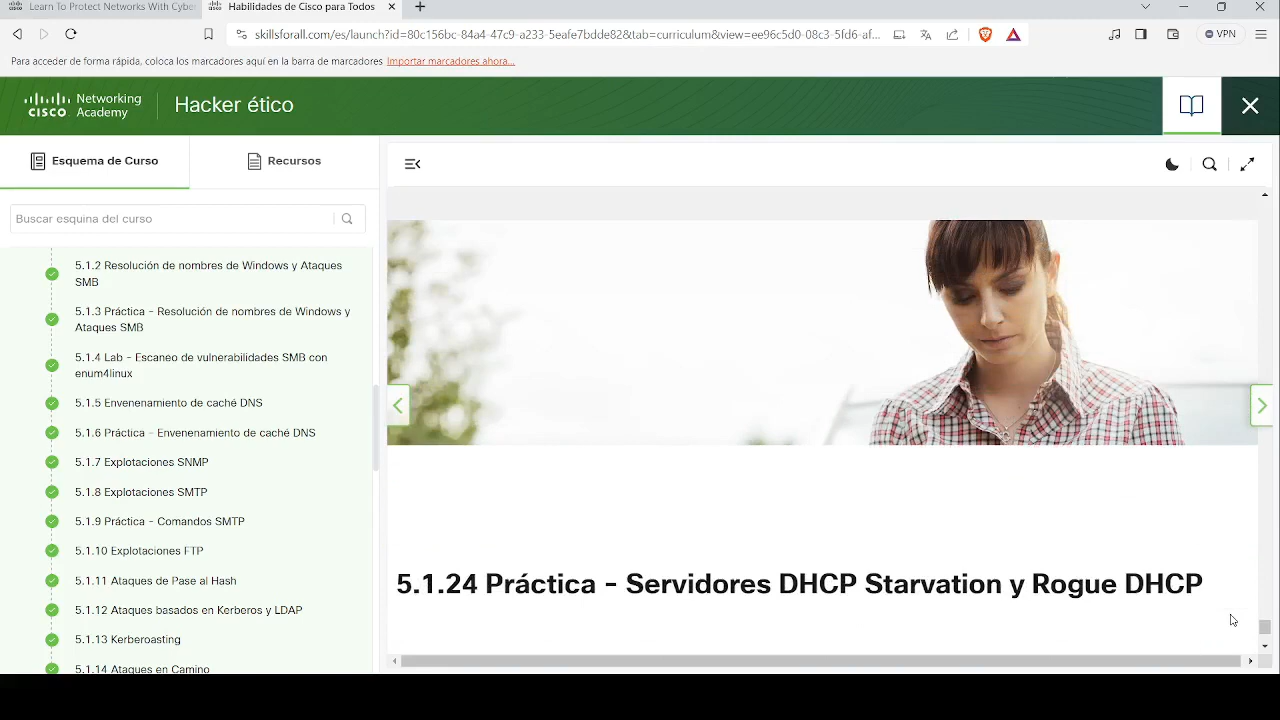 Learn To Protect Networks With Cyber
Habilidades de Cisco para Todos
skillsforall.com/es/launch?id=80c156bc-84a4-47c9-a233-5eafe7bdde82&tab=curriculum&view=ee96c5d0-08c3-5fd6-af...
VPN
Para acceder de forma rápida, coloca los marcadores aquí en la barra de marcadores Importar marcadores ahora...
Networking
CISCO Academy
Hacker ético
Esquema de Curso
Recursos
Buscar esquina del curso
5.1.2 Resolución de nombres de Windows y Ataques
SMB
5.1.3 Práctica - Resolución de nombres de Windows y
Ataques SMB
5.1.4 Lab - Escaneo de vulnerabilidades SMB con
enum4linux
5.1.5 Envenenamiento de caché DNS
5.1.6 Práctica - Envenenamiento de caché DNS
5.1.7 Explotaciones SNMP
5.1.8 Explotaciones SMTP
5.1.9 Práctica - Comandos SMTP
5.1.10 Explotaciones FTP
5.1.11 Ataques de Pase al Hash
5.1.12 Ataques basados en Kerberos y LDAP
5.1.13 Kerberoasting
5.1.14 Ataques en Camino
5.1.24 Práctica - Servidores DHCP Starvation y Rogue DHCP